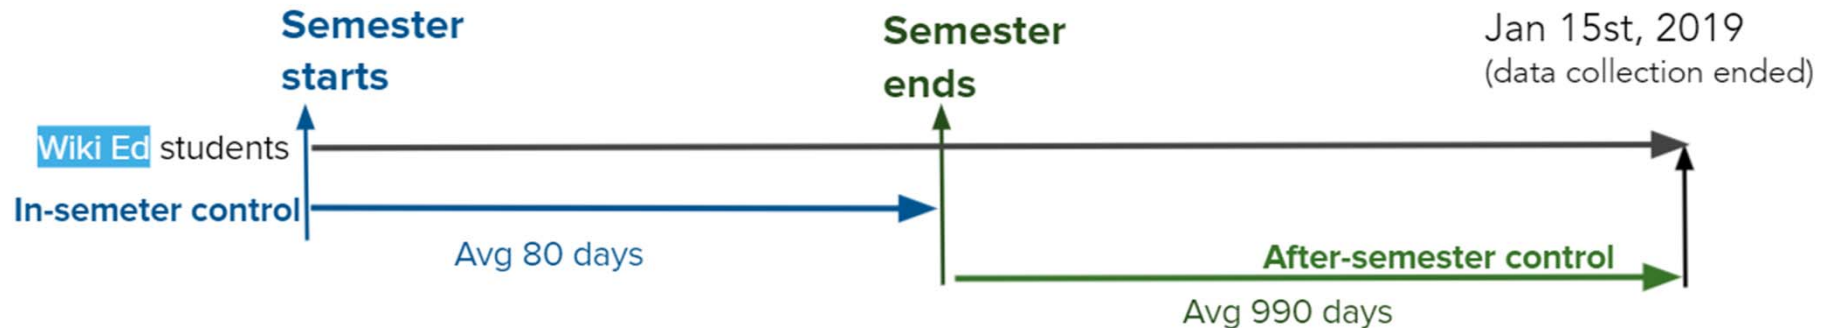 Semester
starts
Semester
ends
Jan 15st, 2019
(data collection ended)
Wiki Ed students
In-semeter control
Avg 80 days
After-semester control
Avg 990 days